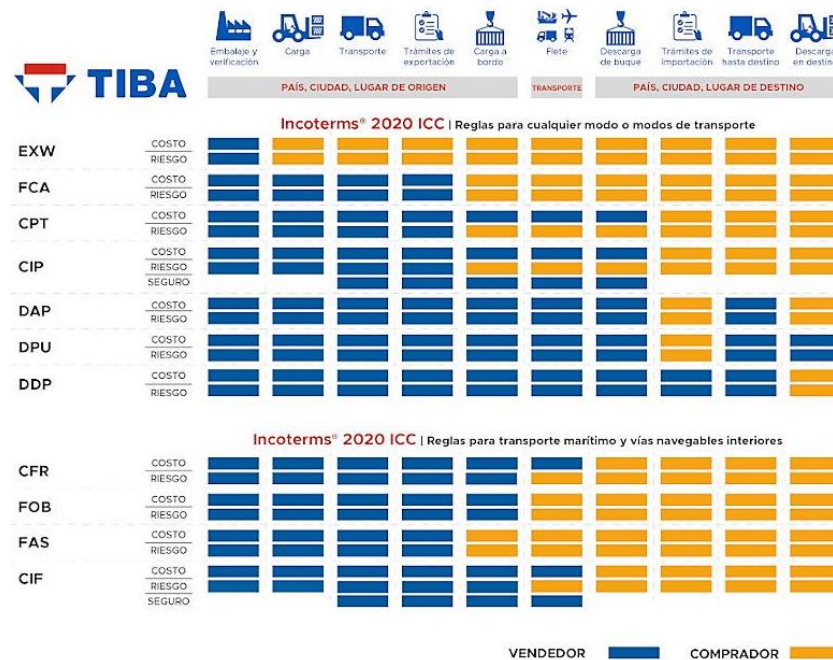 Embalaje y verificación
Carga
Transporte
Trámites de exportación
Carga a bordo
Flete
Descarga de buque
Trámites de importación
Transporte hasta destino
Descarga en destino
TIBA
PAÍS, CIUDAD, LUGAR DE ORIGEN
TRANSPORTE
PAÍS, CIUDAD, LUGAR DE DESTINO
Incoterms® 2020 ICC | Reglas para cualquier modo o modos de transporte
EXW
COSTO
RIESGO
FCA
COSTO
RIESGO
CPT
COSTO
RIESGO
CIP
COSTO
RIESGO
SEGURO
DAP
COSTO
RIESGO
DPU
COSTO
RIESGO
DDP
COSTO
RIESGO
Incoterms® 2020 ICC | Reglas para transporte marítimo y vías navegables interiores
CFR
COSTO
RIESGO
FOB
COSTO
RIESGO
FAS
COSTO
RIESGO
CIF
COSTO
RIESGO
SEGURO
VENDEDOR
COMPRADOR